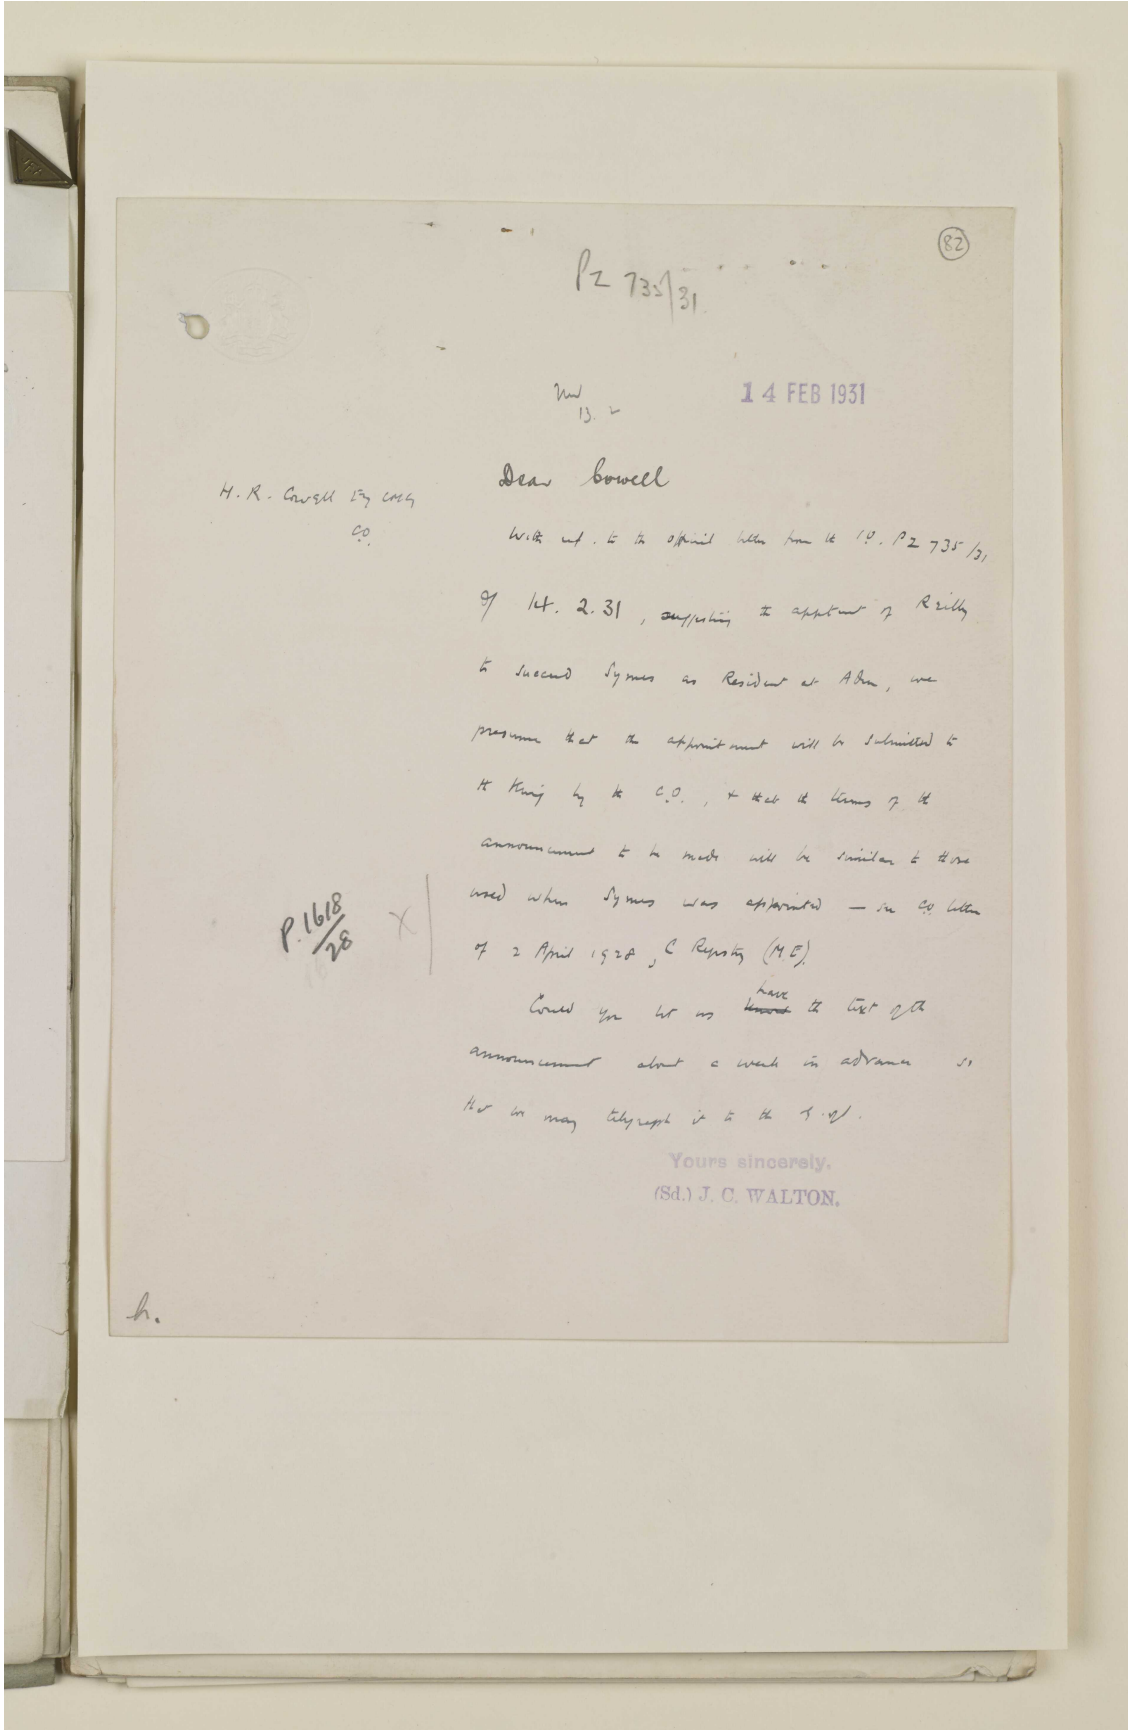 82
PZ 735/31
13. 2
14 FEB 1931
Dear Cowell
H. R. Cowell Esq CMG
C.O.
With ref. to the official letter from the I.O. PZ 735/31
of 14. 2. 31, suggesting the apptment of Reilly
to succeed Symes as Resident at Aden, we
presume that the appointment will be submitted to
the King by the C.O., + that the terms of the
announcement to be made will be similar to those
used when Symes was appointed — see C.O. letter
P. 1618/28 X
of 2 April 1928, C Registry (M.E).
Could you let us know have the text of the
announcement about a week in advance so
that we may telegraph it to the G. of I.
Yours sincerely,
(Sd.) J. C. WALTON.
h.